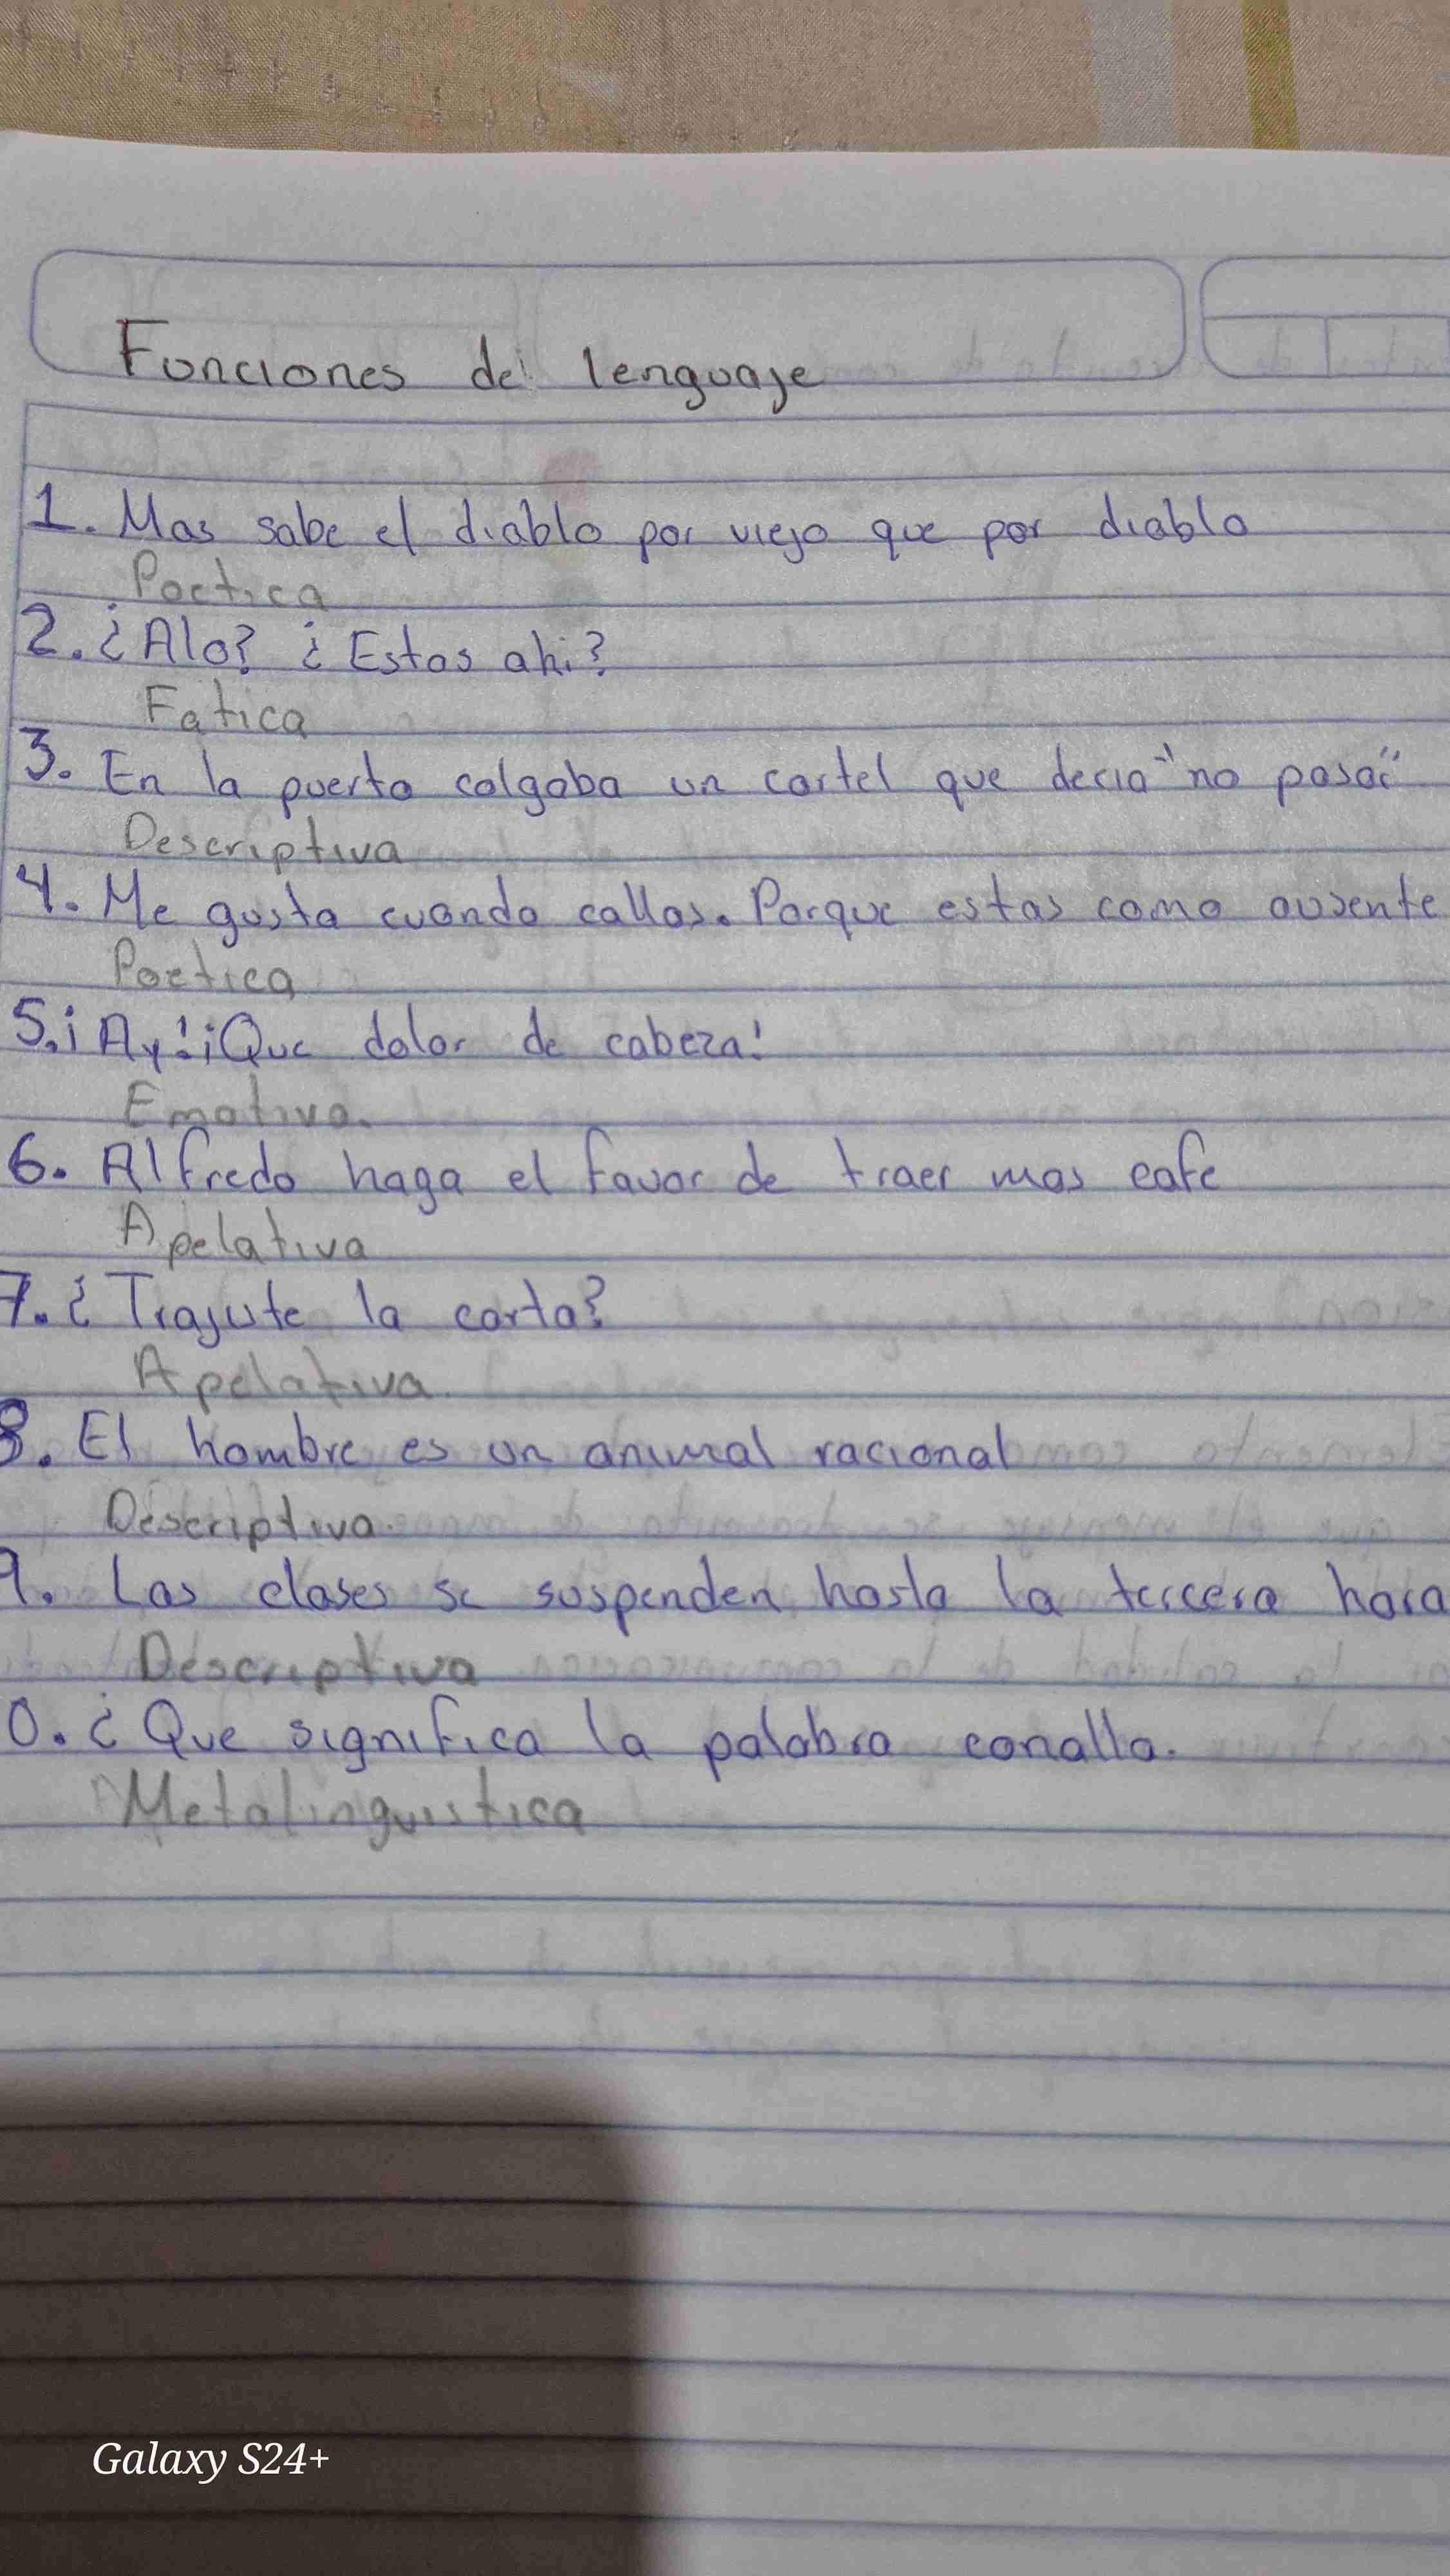 Funciones del lenguaje
1. Mas sabe el diablo por viejo que por diablo
Poetica
2. ¿Alo? ¿Estas ahi?
Fatica
3. En la puerta colgaba un cartel que decia "no pasar"
Descriptiva
4. Me gusta cuando callas. Porque estas como ausente
Poetica
5. ¡Ay! ¡Que dolor de cabeza!
Emotiva.
6. Alfredo haga el favor de traer mas cafe
Apelativa
7. ¿Trajiste la carta?
Apelativa.
8. El hombre es un animal racional
Descriptiva.
9. Las clases se suspenden hasta la tercera hora
Descriptiva
0. ¿Que significa la palabra canalla.
Metalinguistica
Galaxy S24+